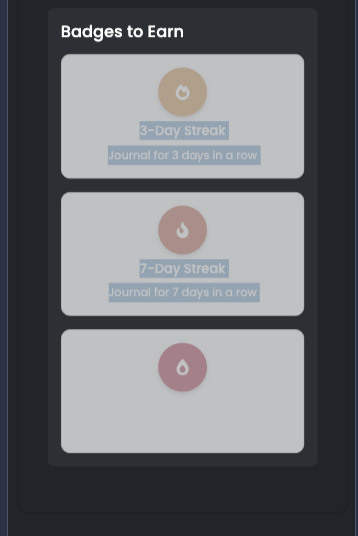 Badges to Earn
3-Day Streak
Journal for 3 days in a row
7-Day Streak
Journal for 7 days in a row